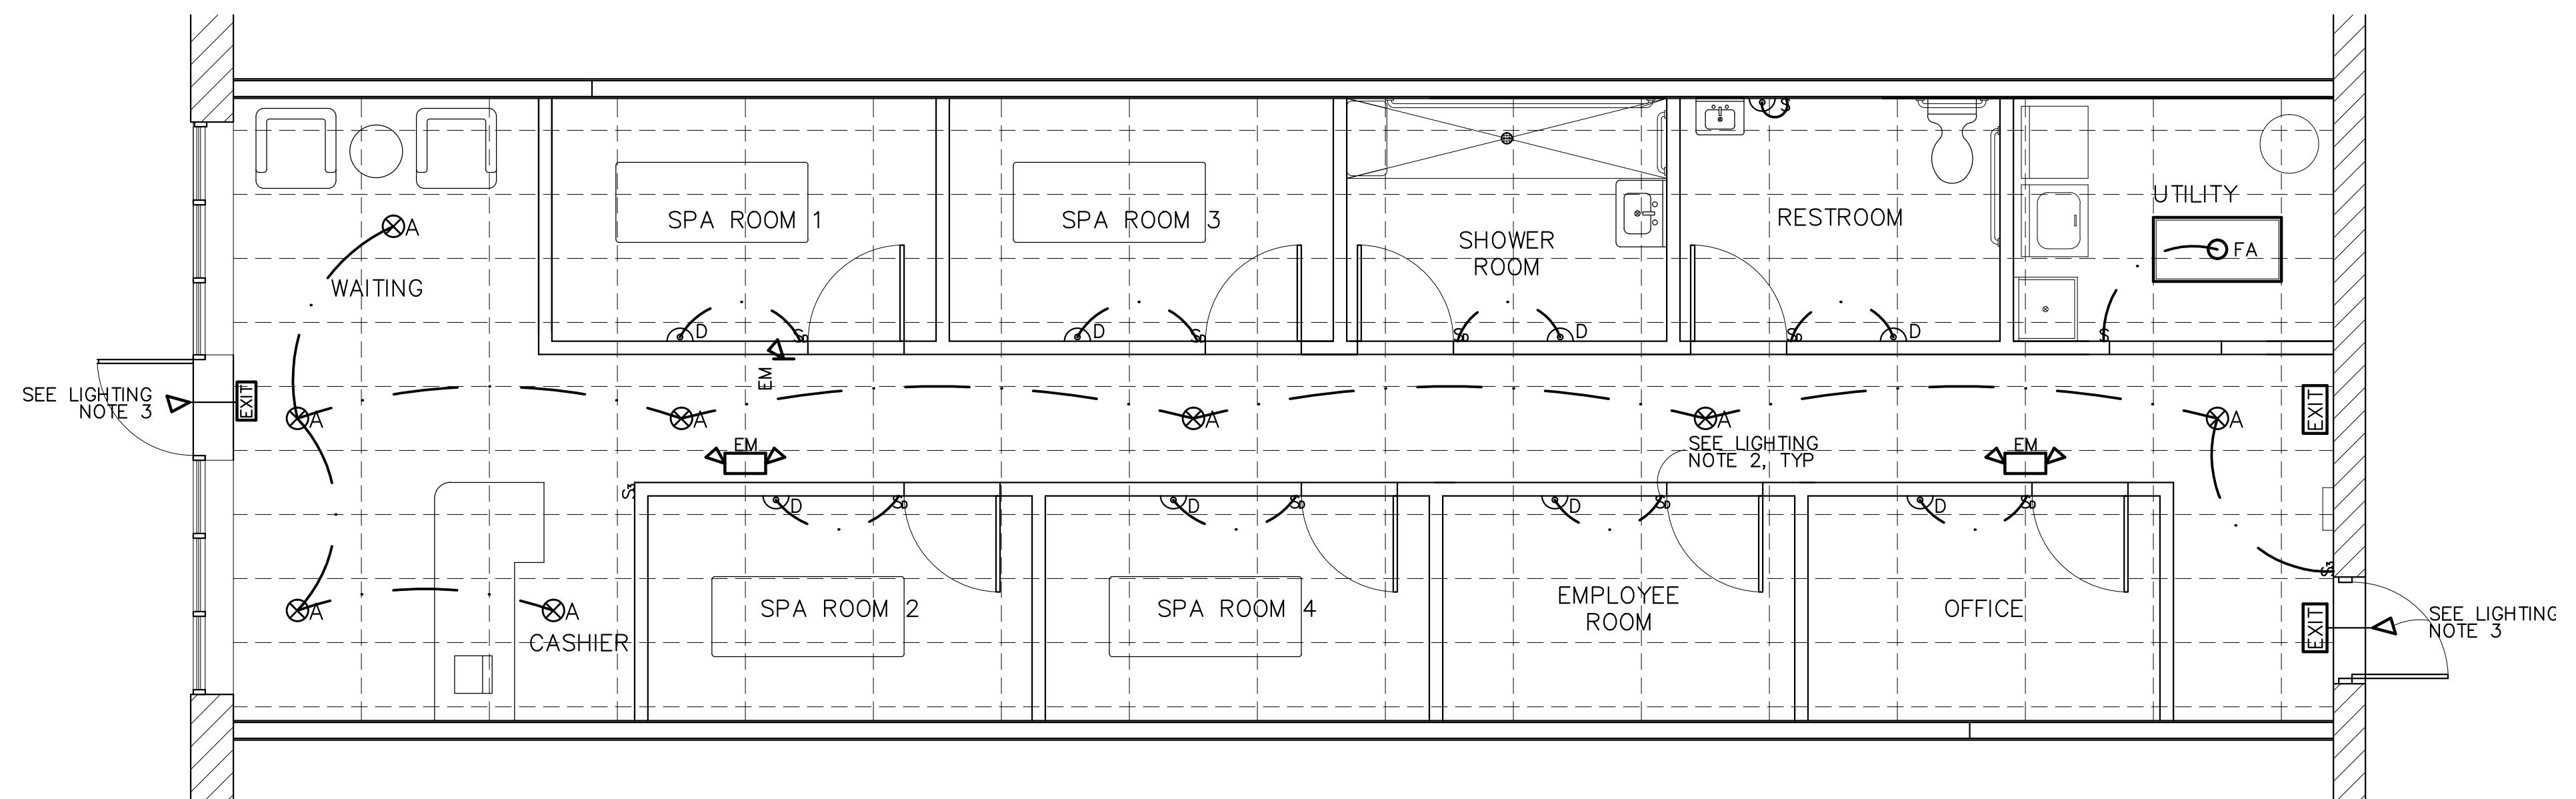 S
UTILITY
SPA ROOM 1
SPA ROOM 3
RESTROOM
A
SHOWER
ROOM
FA
WAITING
D
D
D
D
S
EM
SEE LIGHTING
NOTE 3
EXIT
EXIT
A
A
A
A
A
EM
EM
SEE LIGHTING
NOTE 2, TYP
S3
D
D
D
D
S3
A
A
CASHIER
SPA ROOM 2
SPA ROOM 4
EMPLOYEE
ROOM
OFFICE
EXIT
SEE LIGHTING
NOTE 3